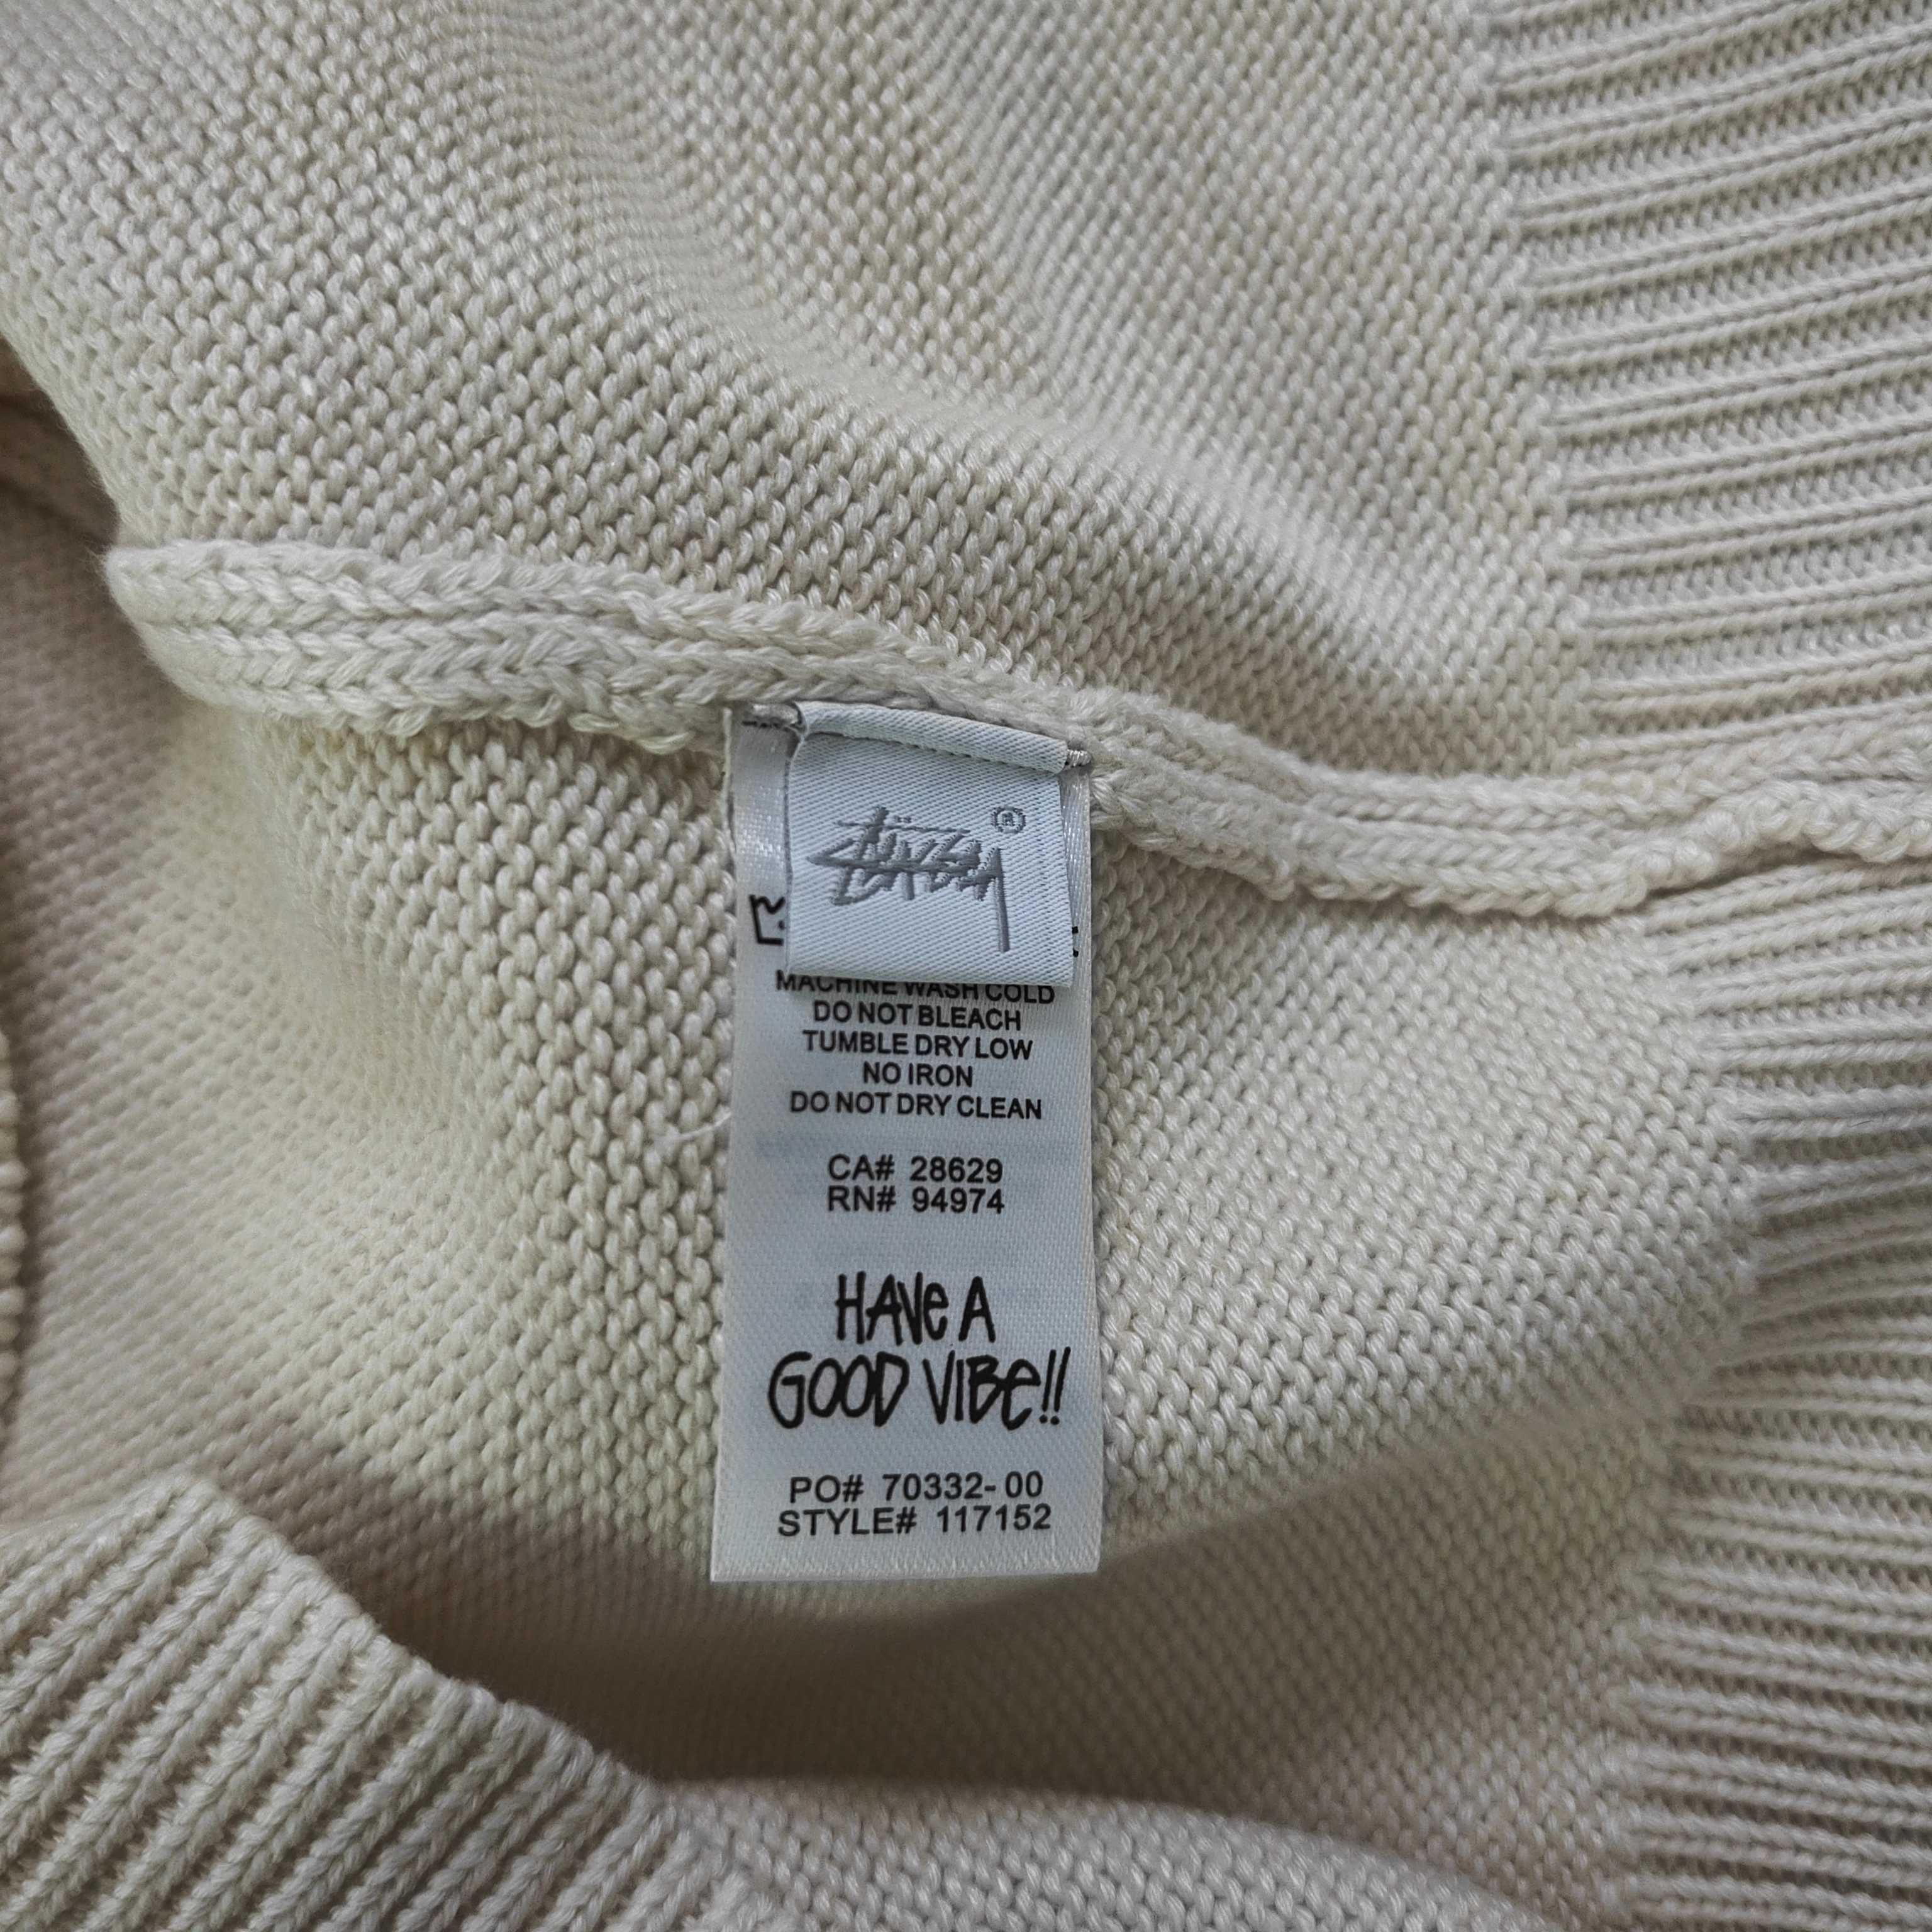 Stüssy®
MACHINE WASH COLD
DO NOT BLEACH
TUMBLE DRY LOW
NO IRON
DO NOT DRY CLEAN
CA# 28629
RN# 94974
HAVE A
GOOD VIBE!!
PO# 70332-00
STYLE# 117152